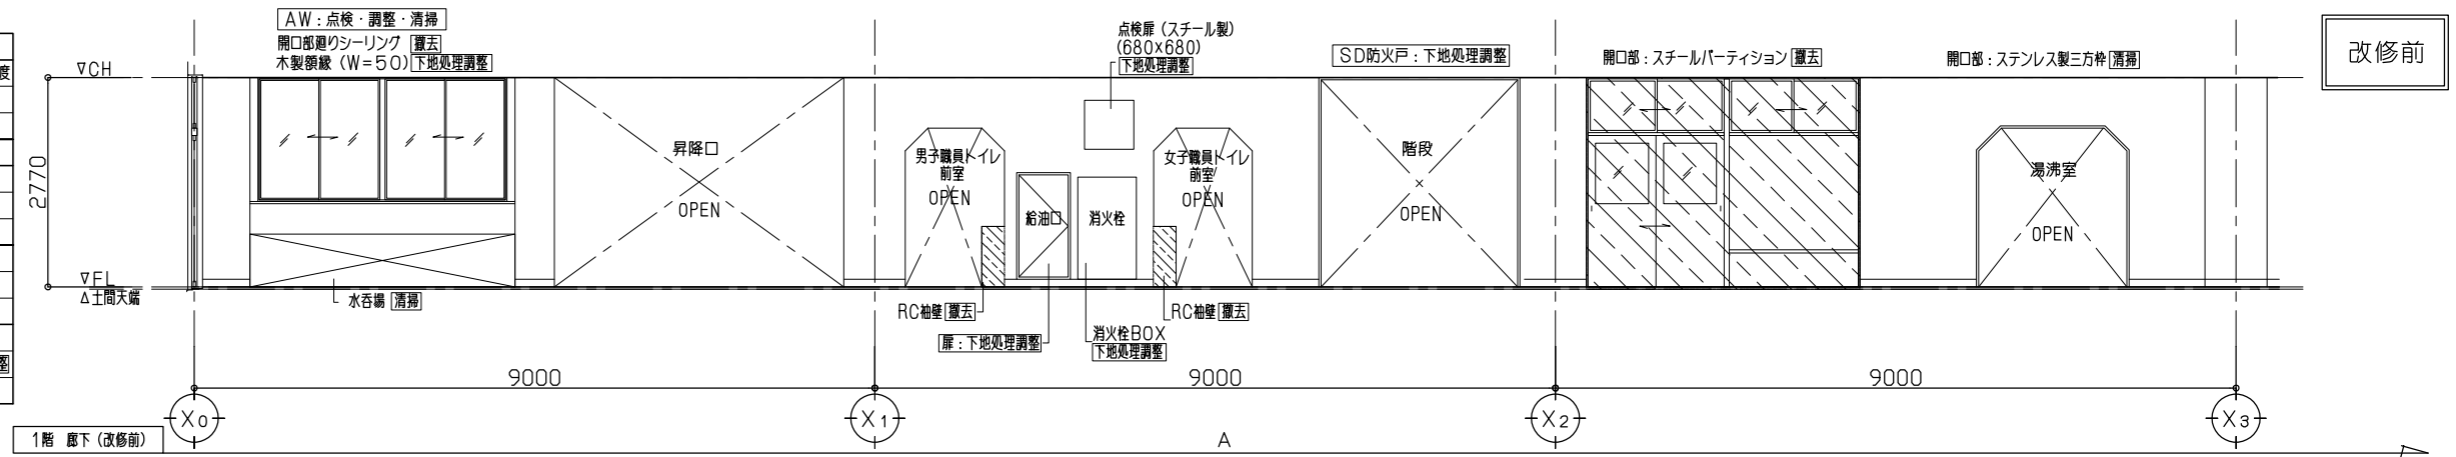 AW：点検・調整・清掃
開口部廻りシーリング 撤去
木製額縁（W=50）下地処理調整
点検扉（スチール製）
(680x680)
下地処理調整
SD防火戸：下地処理調整
開口部：スチールパーティション 撤去
開口部：ステンレス製三方枠 清掃
改修前
▽CH
2770
▽FL
△土間天端
昇降口
OPEN
男子職員トイレ
前室
OPEN
給油口
消火栓
女子職員トイレ
前室
OPEN
階段
OPEN
湯沸室
OPEN
水呑場 清掃
RC袖壁 撤去
扉：下地処理調整
消火栓BOX
下地処理調整
RC袖壁 撤去
9000
9000
9000
X0
X1
X2
X3
1階 廊下（改修前）
A